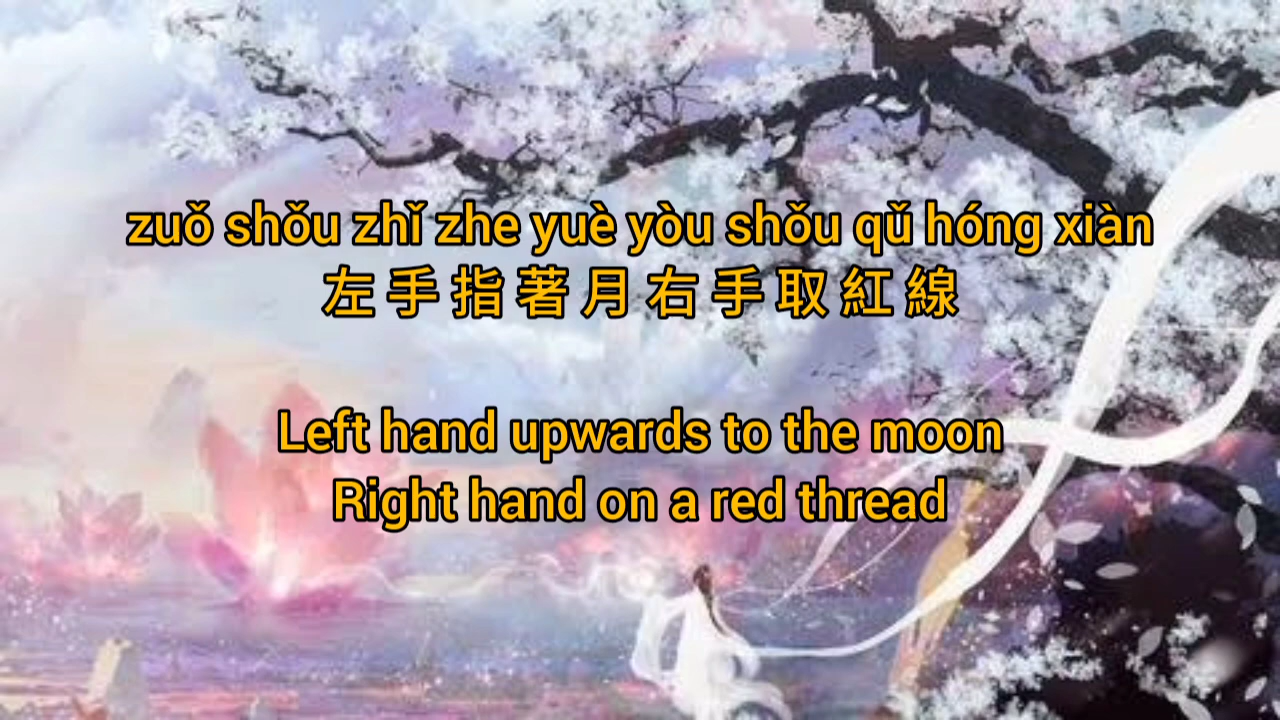 zuǒ shǒu zhǐ zhe yuè yòu shǒu qǔ hóng xiàn
左 手 指 著 月 右 手 取 紅 線
Left hand upwards to the moon
Right hand on a red thread